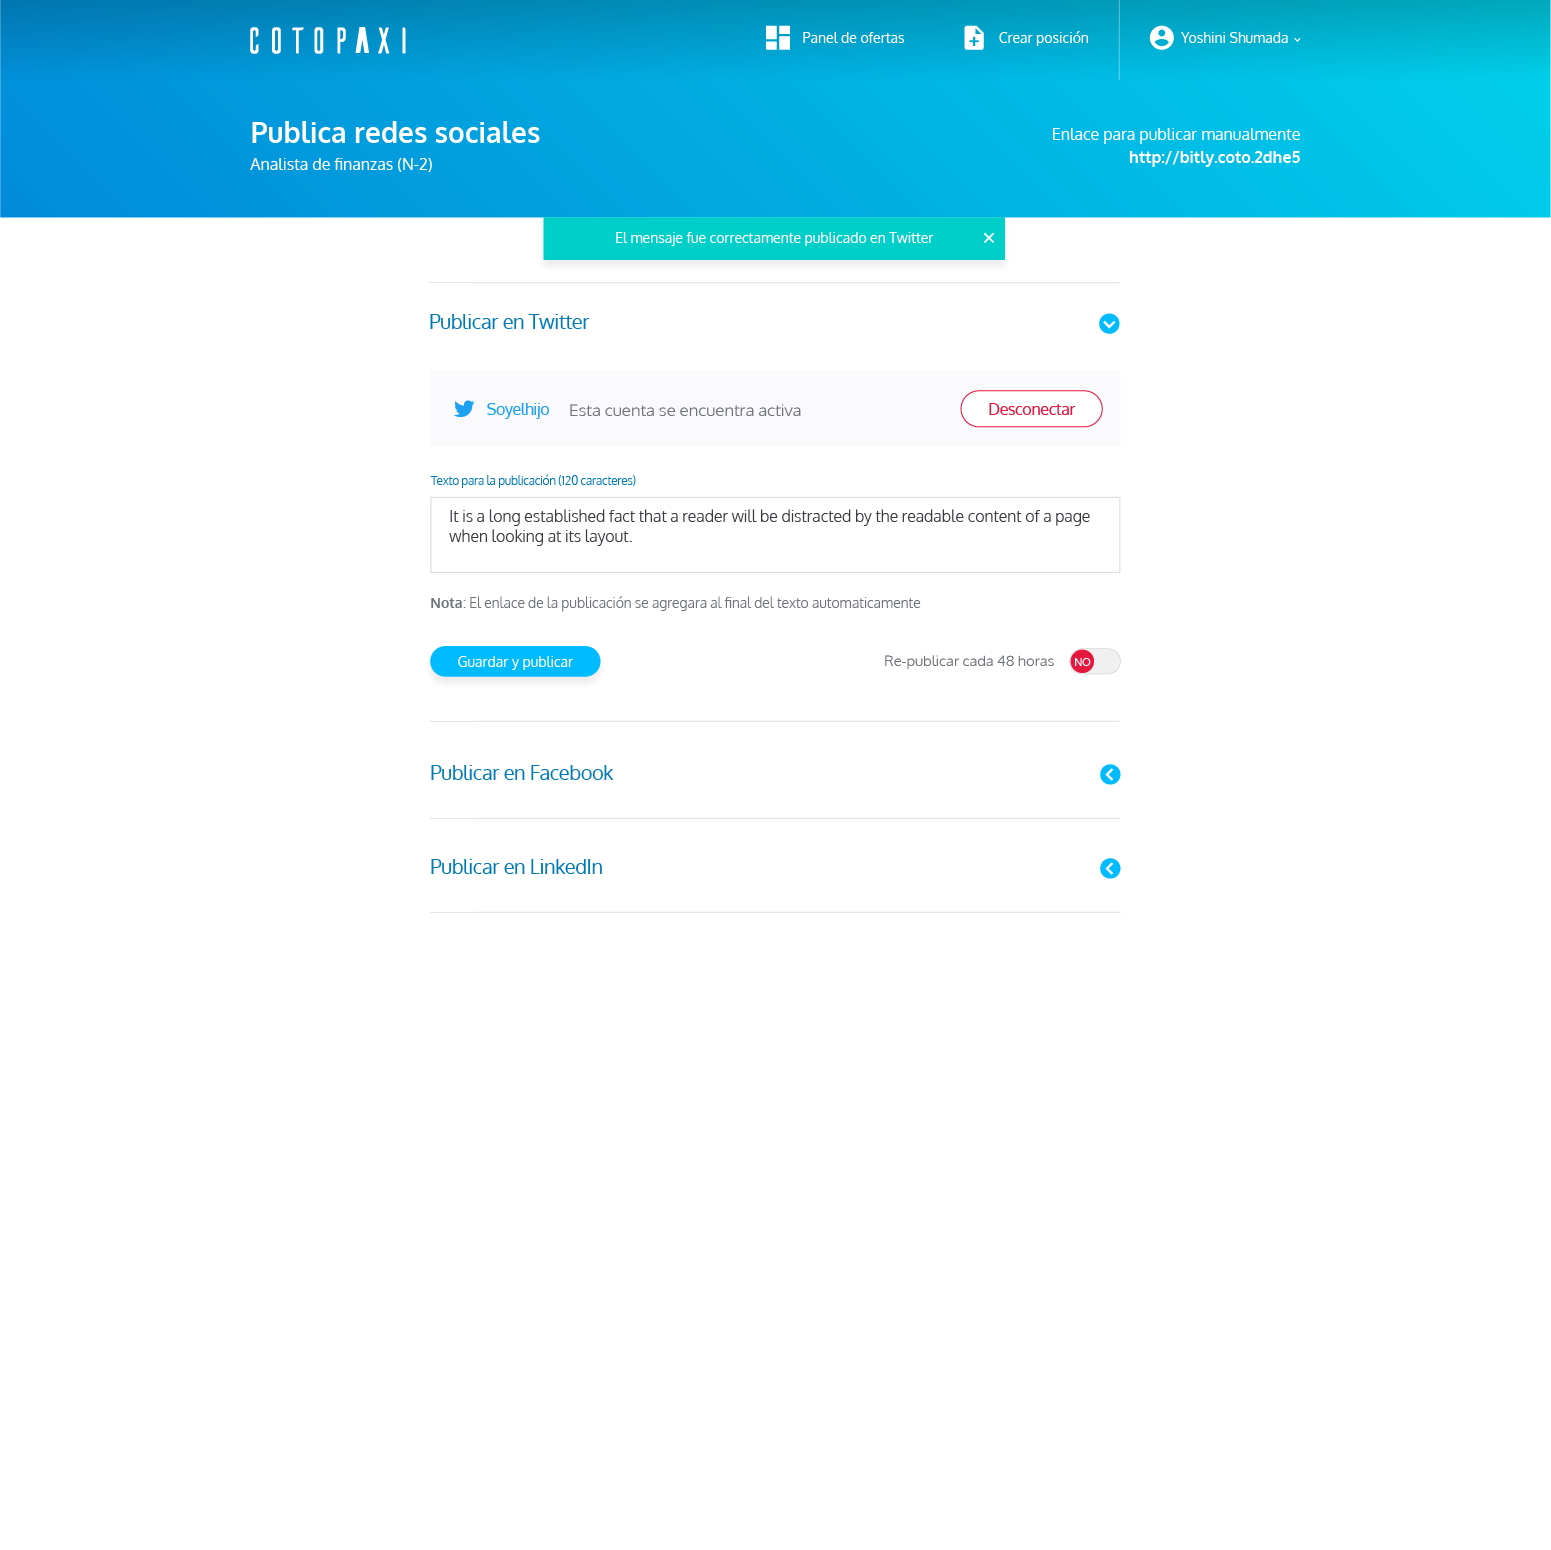 COTOPAXI
Panel de ofertas
Crear posición
Yoshini Shumada
Publica redes sociales
Analista de finanzas (N-2)
Enlace para publicar manualmente
http://bitly.coto.2dhe5
El mensaje fue correctamente publicado en Twitter
Publicar en Twitter
Soyelhijo
Esta cuenta se encuentra activa
Desconectar
Texto para la publicación (120 caracteres)
It is a long established fact that a reader will be distracted by the readable content of a page
when looking at its layout.
Nota: El enlace de la publicación se agregara al final del texto automaticamente
Guardar y publicar
Re-publicar cada 48 horas
NO
Publicar en Facebook
Publicar en LinkedIn